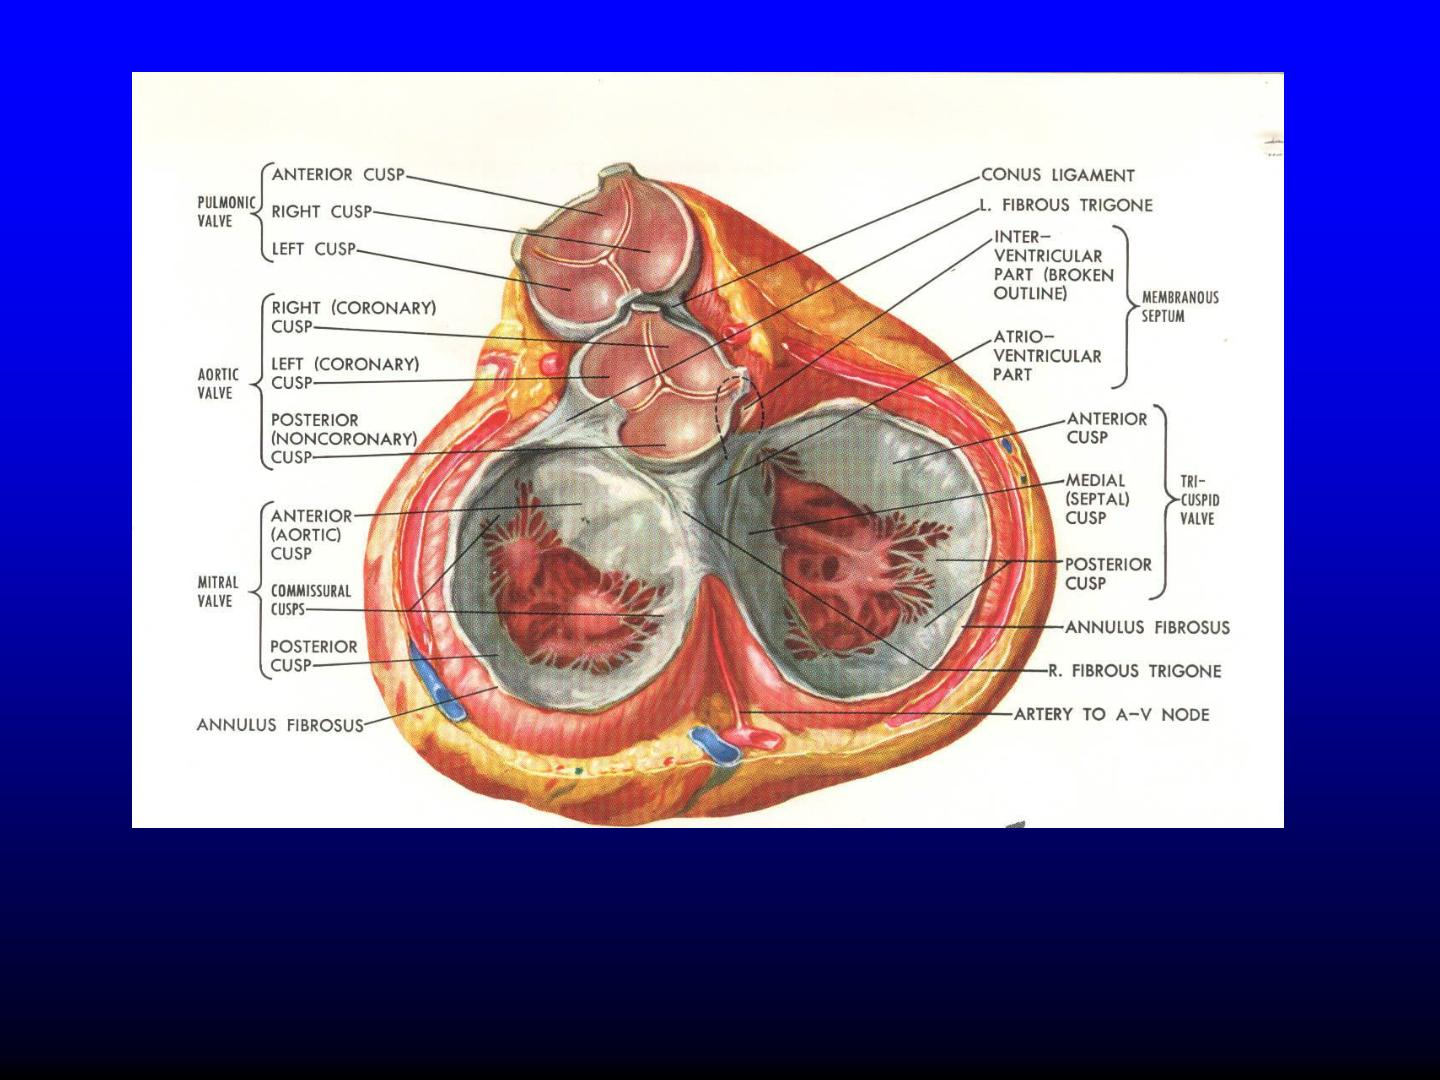 PULMONIC
VALVE
ANTERIOR CUSP
RIGHT CUSP
LEFT CUSP
AORTIC
VALVE
RIGHT (CORONARY)
CUSP
LEFT (CORONARY)
CUSP
POSTERIOR
(NONCORONARY)
CUSP
MITRAL
VALVE
ANTERIOR
(AORTIC)
CUSP
COMMISSURAL
CUSPS
POSTERIOR
CUSP
ANNULUS FIBROSUS
CONUS LIGAMENT
L. FIBROUS TRIGONE
INTER-
VENTRICULAR
PART (BROKEN
OUTLINE)
ATRIO-
VENTRICULAR
PART
MEMBRANOUS
SEPTUM
ANTERIOR
CUSP
MEDIAL
(SEPTAL)
CUSP
POSTERIOR
CUSP
TRI-
CUSPID
VALVE
ANNULUS FIBROSUS
R. FIBROUS TRIGONE
ARTERY TO A-V NODE